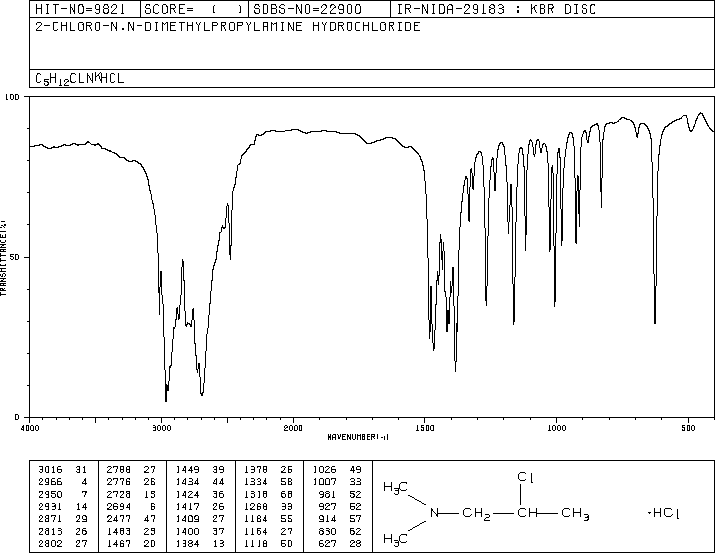 HIT-NO=9821 SCORE= ( ) SDBS-NO=22900 IR-NIDA-29183 : KBR DISC
2-CHLORO-N,N-DIMETHYLPROPYLAMINE HYDROCHLORIDE
C5H12CLN·HCL
100
50
0
TRANSMITTANCE(%)
4000 3000 2000 1500 1000 500
WAVENUMBER(-1)
3016 31 2788 27 1449 39 1378 26 1026 49
2966 4 2776 26 1434 44 1334 58 1007 33
2950 7 2728 15 1424 36 1318 68 981 52
2931 14 2694 6 1417 26 1268 33 927 52
2871 29 2477 47 1409 27 1184 55 914 57
2813 26 1483 23 1400 37 1164 27 830 62
2802 27 1467 20 1384 13 1118 50 627 28
Cl
H3C
N CH2 CH CH3 ·HCl
H3C